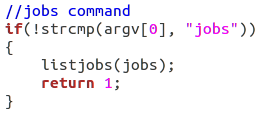 //jobs command
if(!strcmp(argv[0], "jobs"))
{
    listjobs(jobs);
    return 1;
}